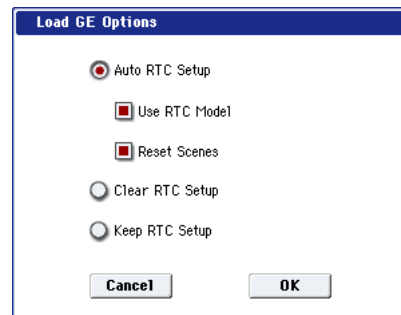 Load GE Options
Auto RTC Setup
Use RTC Model
Reset Scenes
Clear RTC Setup
Keep RTC Setup
Cancel OK